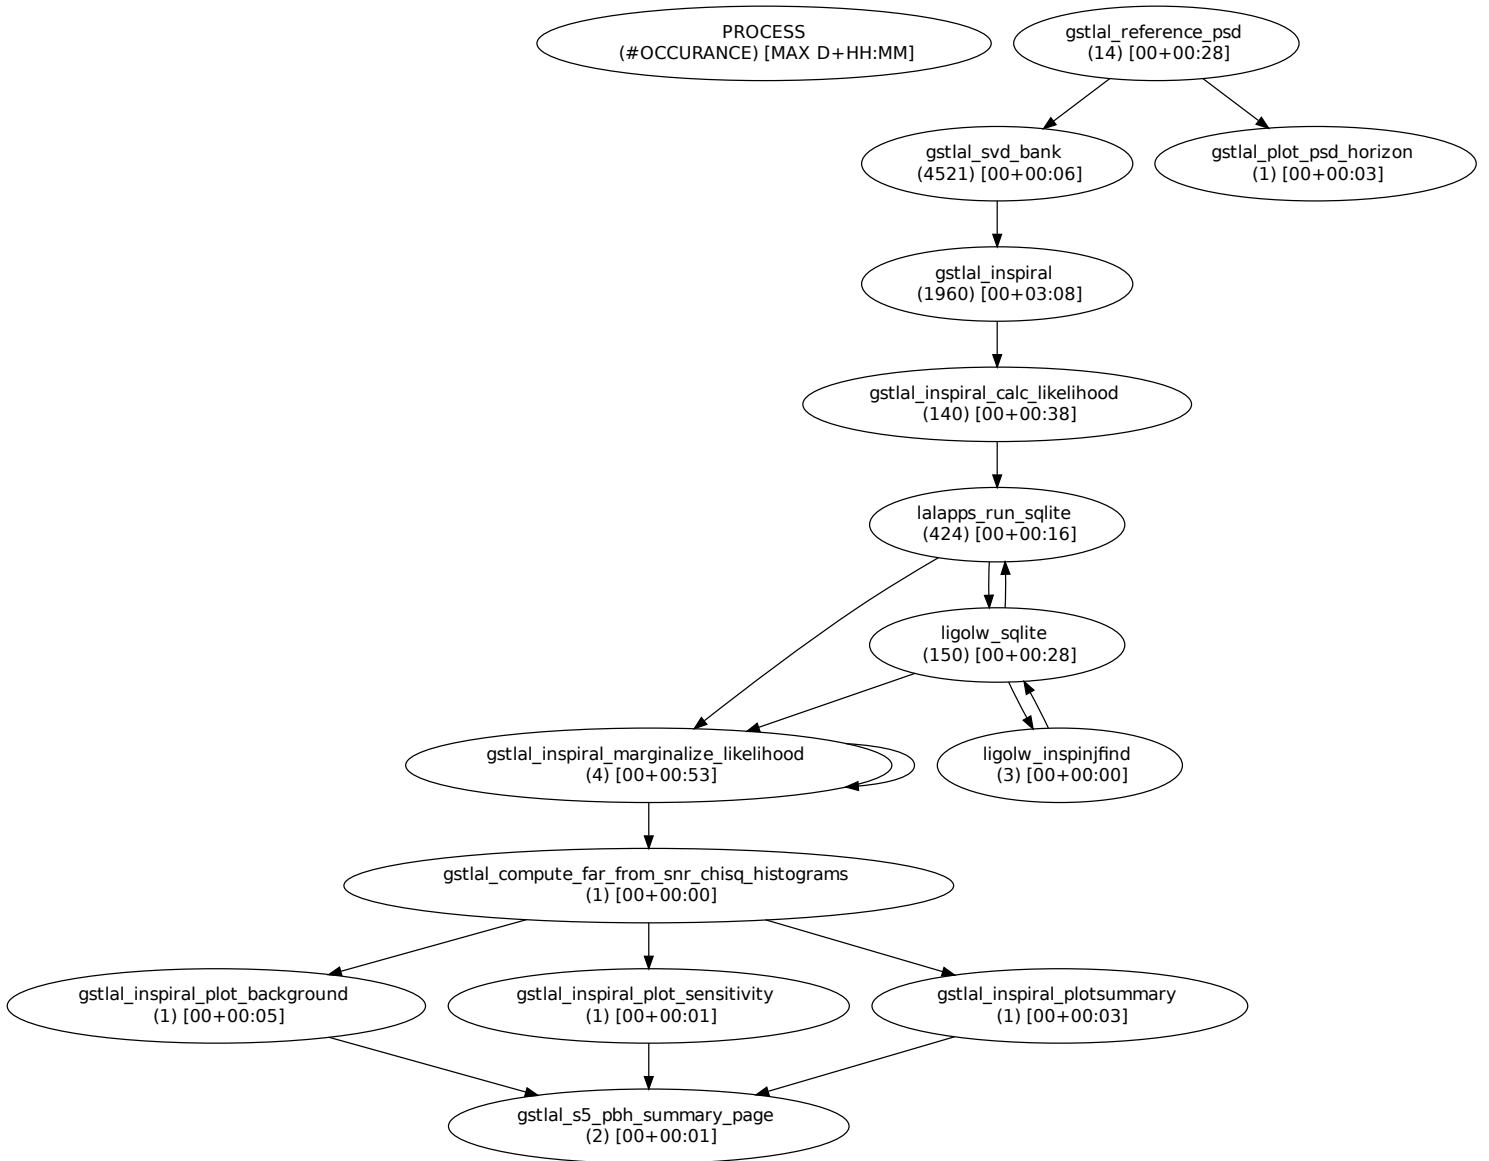 PROCESS
(#OCCURANCE) [MAX D+HH:MM]
gstlal_reference_psd
(14) [00+00:28]
gstlal_svd_bank
(4521) [00+00:06]
gstlal_plot_psd_horizon
(1) [00+00:03]
gstlal_inspiral
(1960) [00+03:08]
gstlal_inspiral_calc_likelihood
(140) [00+00:38]
lalapps_run_sqlite
(424) [00+00:16]
ligolw_sqlite
(150) [00+00:28]
gstlal_inspiral_marginalize_likelihood
(4) [00+00:53]
ligolw_inspinjfind
(3) [00+00:00]
gstlal_compute_far_from_snr_chisq_histograms
(1) [00+00:00]
gstlal_inspiral_plot_background
(1) [00+00:05]
gstlal_inspiral_plot_sensitivity
(1) [00+00:01]
gstlal_inspiral_plotsummary
(1) [00+00:03]
gstlal_s5_pbh_summary_page
(2) [00+00:01]